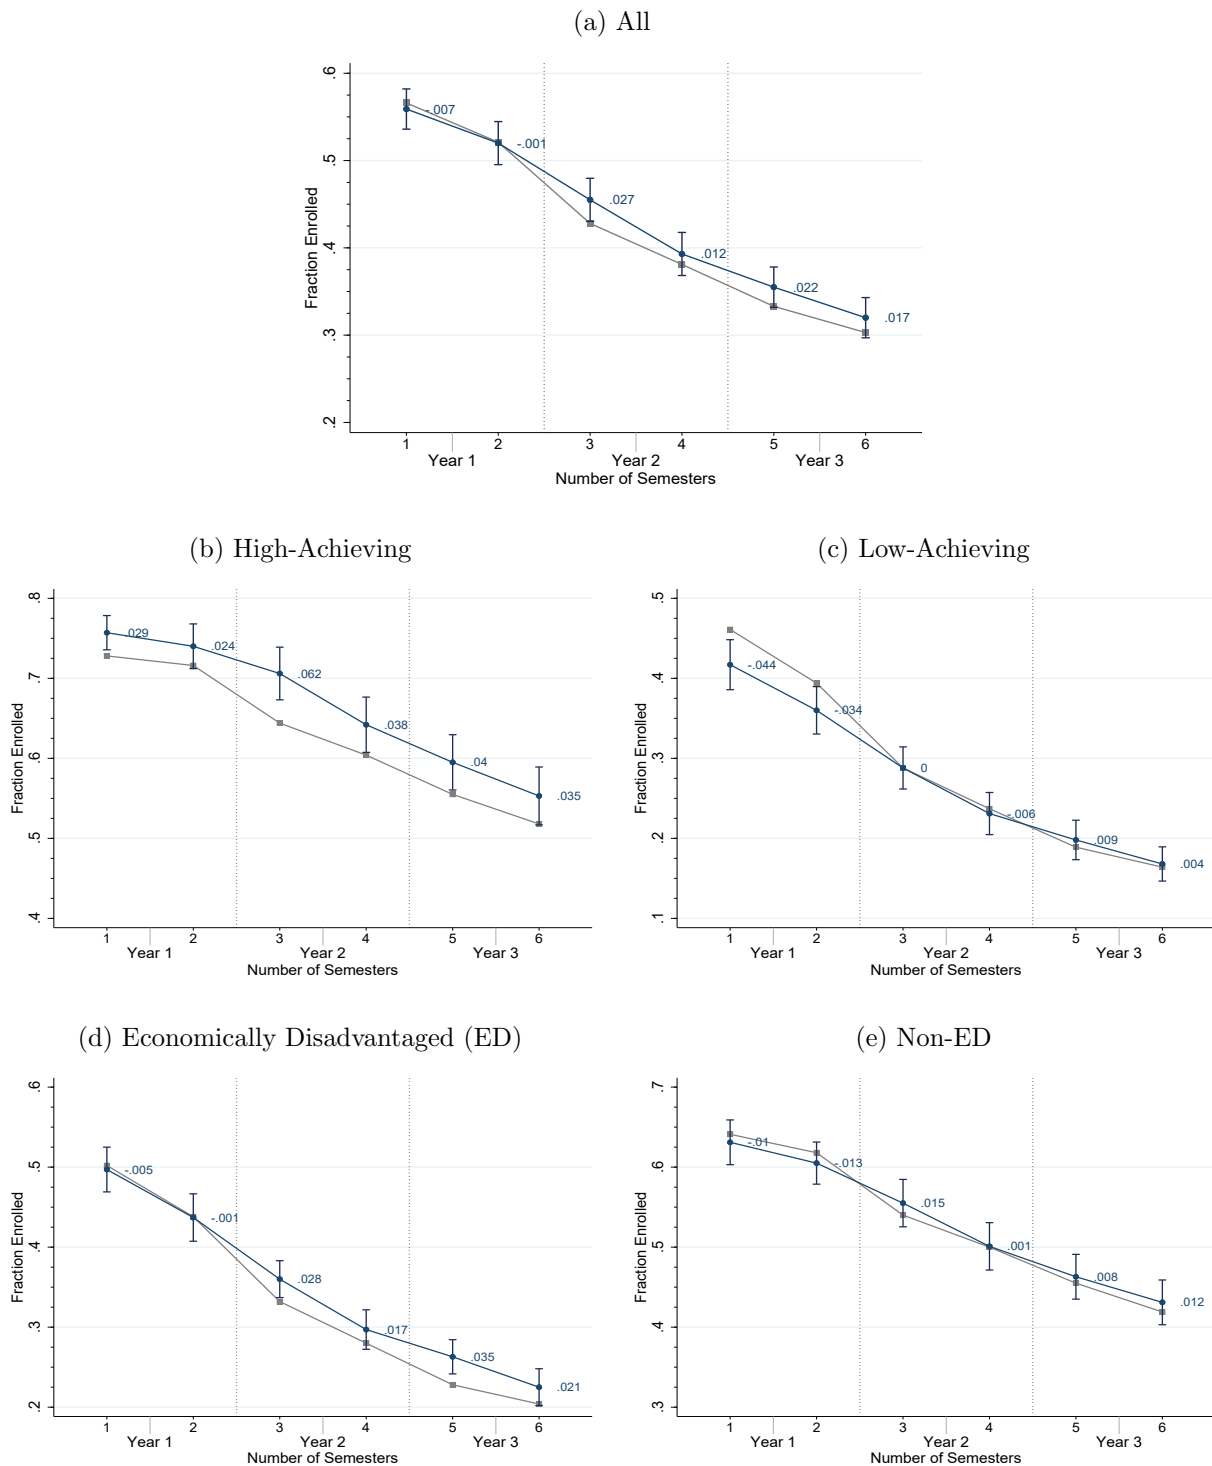 (a) All
.6
.5
.4
.3
.2
Fraction Enrolled
-.007
-.001
.027
.012
.022
.017
1 2 3 4 5 6
Year 1 Year 2 Year 3
Number of Semesters
(b) High-Achieving
.8
.7
.6
.5
.4
Fraction Enrolled
.029
.024
.062
.038
.04
.035
1 2 3 4 5 6
Year 1 Year 2 Year 3
Number of Semesters
(c) Low-Achieving
.5
.4
.3
.2
.1
Fraction Enrolled
-.044
-.034
0
-.006
.009
.004
1 2 3 4 5 6
Year 1 Year 2 Year 3
Number of Semesters
(d) Economically Disadvantaged (ED)
.6
.5
.4
.3
.2
Fraction Enrolled
-.005
-.001
.028
.017
.035
.021
1 2 3 4 5 6
Year 1 Year 2 Year 3
Number of Semesters
(e) Non-ED
.7
.6
.5
.4
.3
Fraction Enrolled
-.01
-.013
.015
.001
.008
.012
1 2 3 4 5 6
Year 1 Year 2 Year 3
Number of Semesters